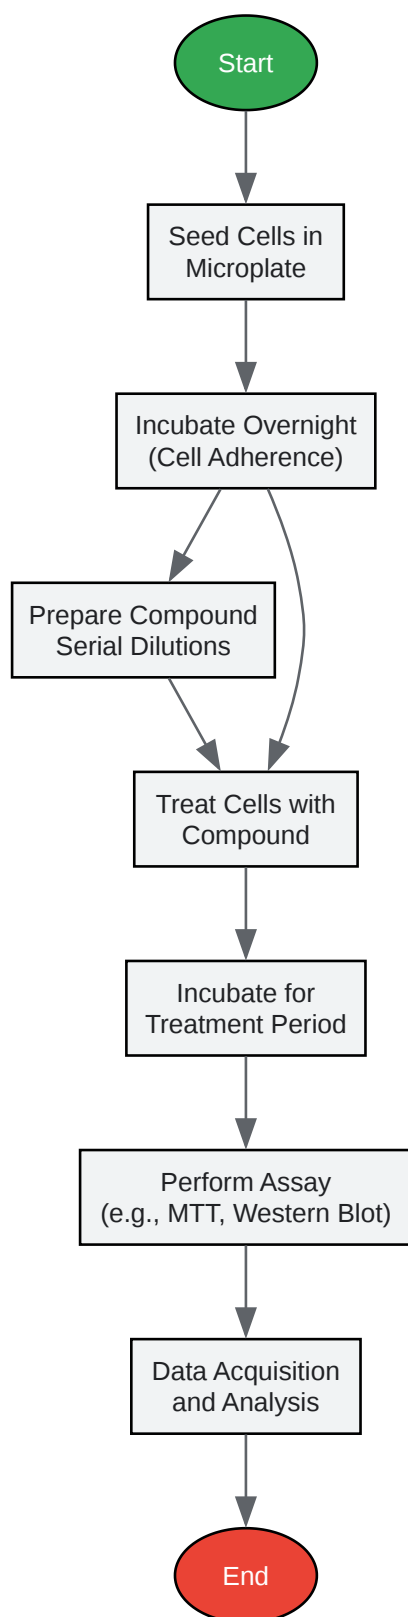 Start
Seed Cells in
Microplate
Incubate Overnight
(Cell Adherence)
Prepare Compound
Serial Dilutions
Treat Cells with
Compound
Incubate for
Treatment Period
Perform Assay
(e.g., MTT, Western Blot)
Data Acquisition
and Analysis
End